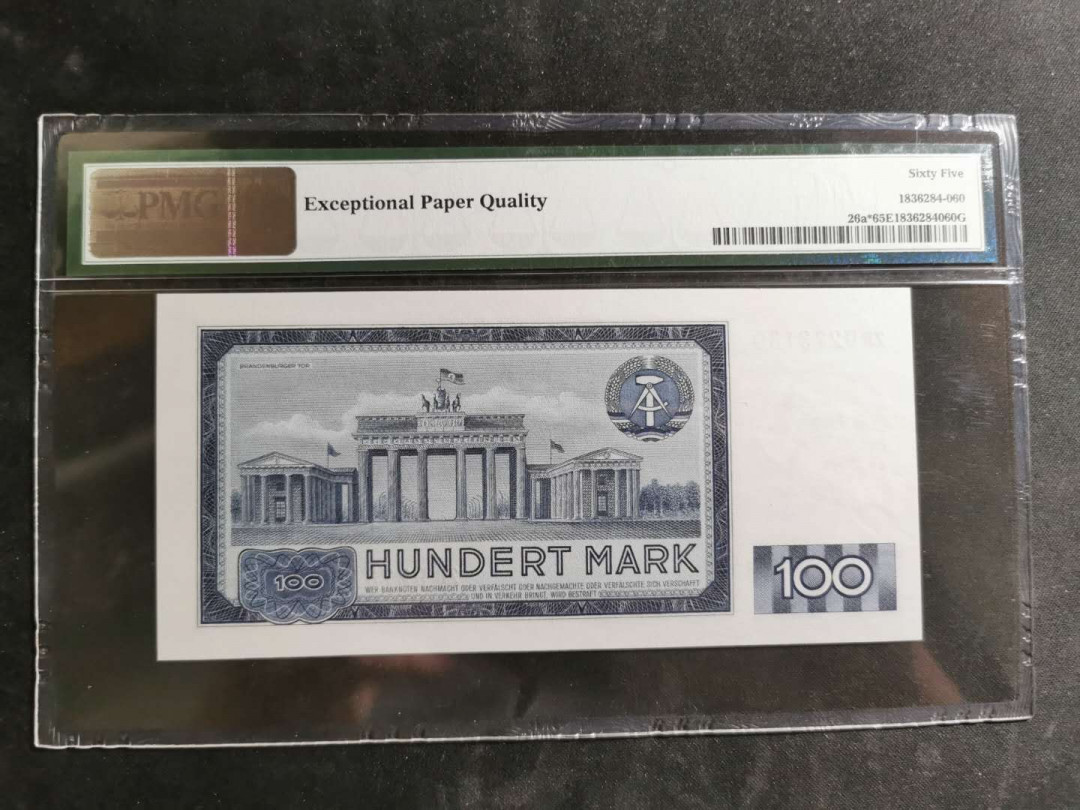 PMG
Exceptional Paper Quality
Sixty Five
1836284-060
26a*65E1836284060G
BRANDENBURGER TOR
HUNDERT MARK
100
WER BANKNOTEN NACHMACHT ODER VERFÄLSCHT ODER NACHGEMACHTE ODER VERFÄLSCHTE SICH VERSCHAFFT
UND IN VERKEHR BRINGT, WIRD BESTRAFT
100